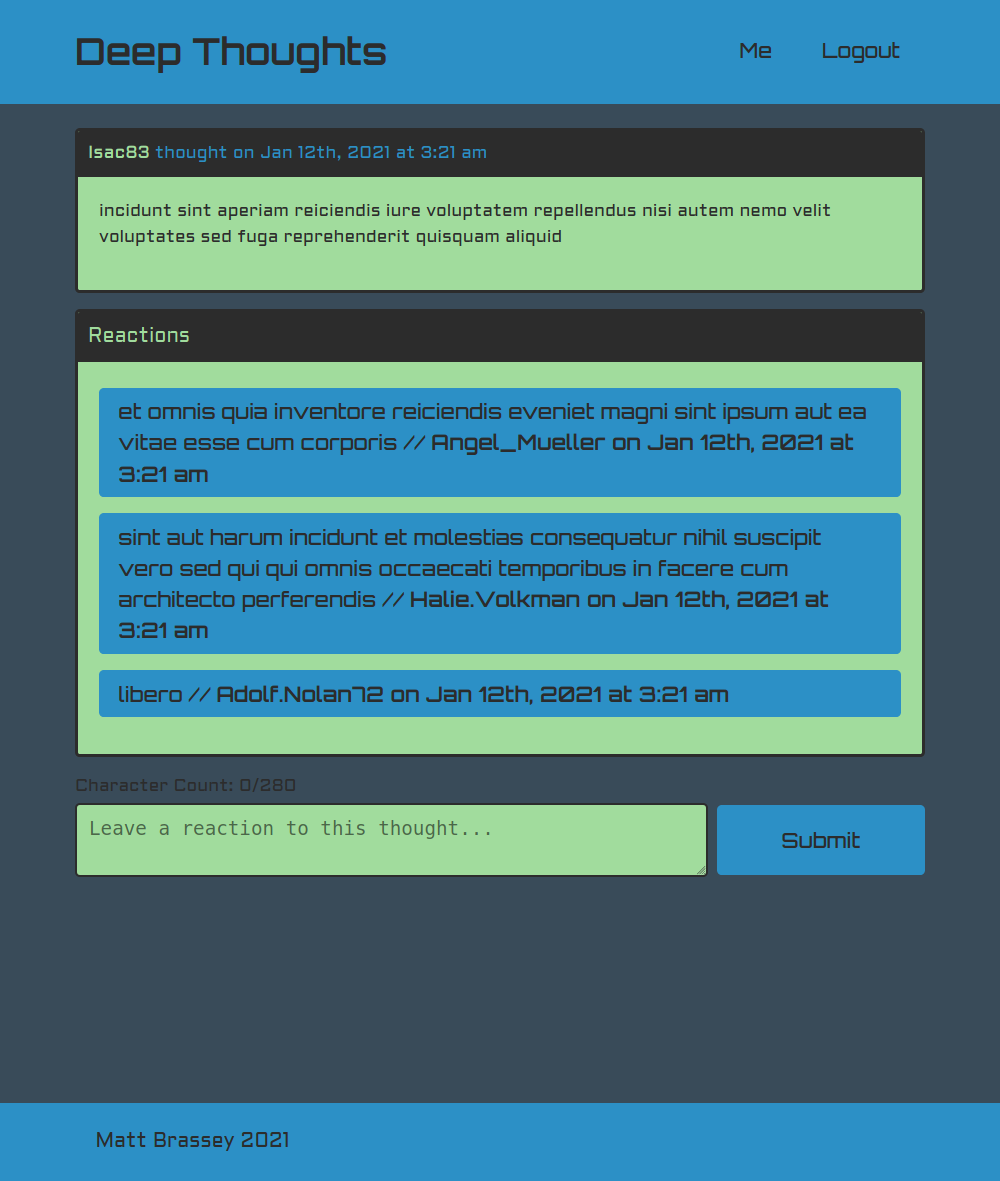 Deep Thoughts
Me
Logout
Isac83 thought on Jan 12th, 2021 at 3:21 am
incidunt sint aperiam reiciendis iure voluptatem repellendus nisi autem nemo velit
voluptates sed fuga reprehenderit quisquam aliquid
Reactions
et omnis quia inventore reiciendis eveniet magni sint ipsum aut ea
vitae esse cum corporis // Angel_Mueller on Jan 12th, 2021 at
3:21 am
sint aut harum incidunt et molestias consequatur nihil suscipit
vero sed qui qui omnis occaecati temporibus in facere cum
architecto perferendis // Halie.Volkman on Jan 12th, 2021 at
3:21 am
libero // Adolf.Nolan72 on Jan 12th, 2021 at 3:21 am
Character Count: 0/280
Leave a reaction to this thought...
Submit
Matt Brassey 2021